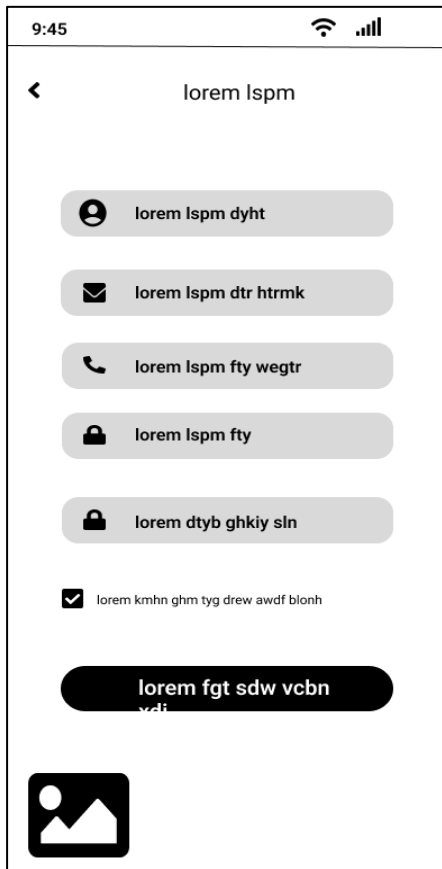 9:45
lorem lspm
lorem lspm dyht
lorem lspm dtr htrmk
lorem lspm fty wegtr
lorem lspm fty
lorem dtyb ghkiy sln
lorem kmhn ghm tyg drew awdf blonh
lorem fgt sdw vcbn